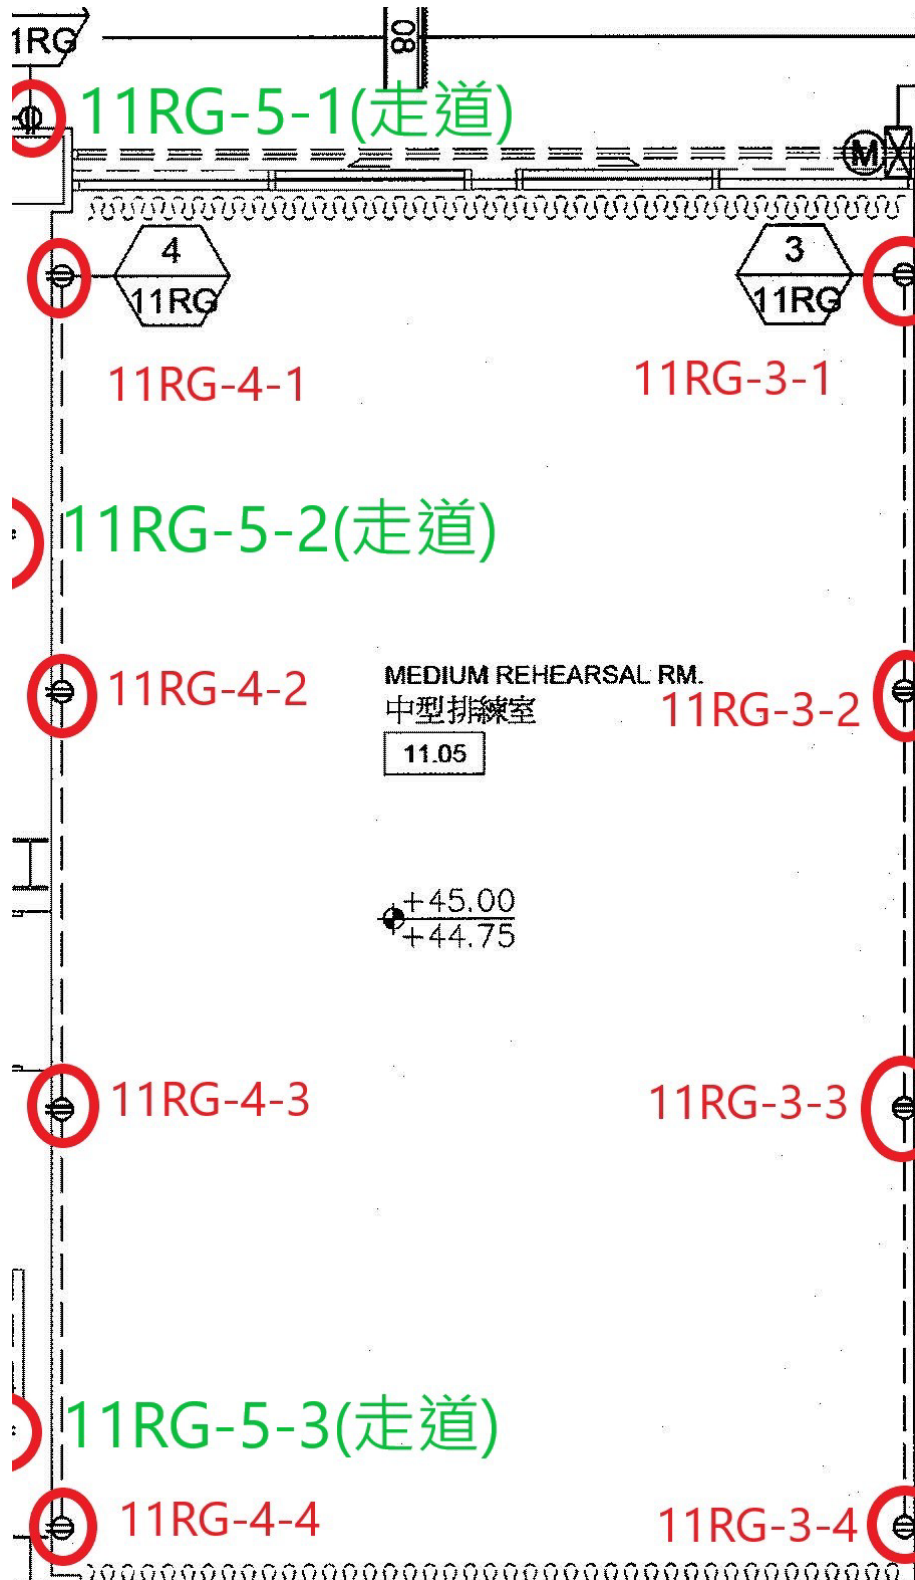 1RG
08
11RG-5-1(走道)
M
4
11RG
3
11RG
11RG-4-1
11RG-3-1
11RG-5-2(走道)
11RG-4-2
MEDIUM REHEARSAL RM.
中型排練室
11.05
11RG-3-2
+45.00
+44.75
11RG-4-3
11RG-3-3
11RG-5-3(走道)
11RG-4-4
11RG-3-4